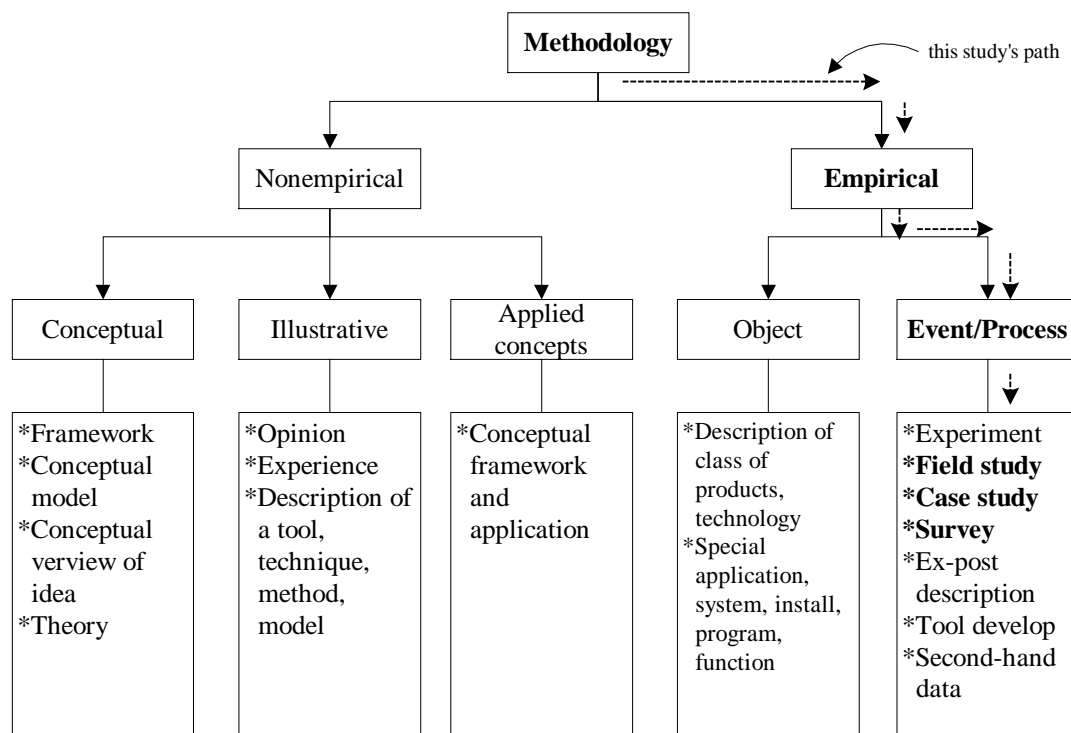 Methodology
this study's path
Nonempirical
Empirical
Conceptual
Illustrative
Applied
concepts
Object
Event/Process
*Framework
*Conceptual
model
*Conceptual
verview of
idea
*Theory
*Opinion
*Experience
*Description of
a tool,
technique,
method,
model
*Conceptual
framework
and
application
*Description of
class of
products,
technology
*Special
application,
system, install,
program,
function
*Experiment
*Field study
*Case study
*Survey
*Ex-post
description
*Tool develop
*Second-hand
data